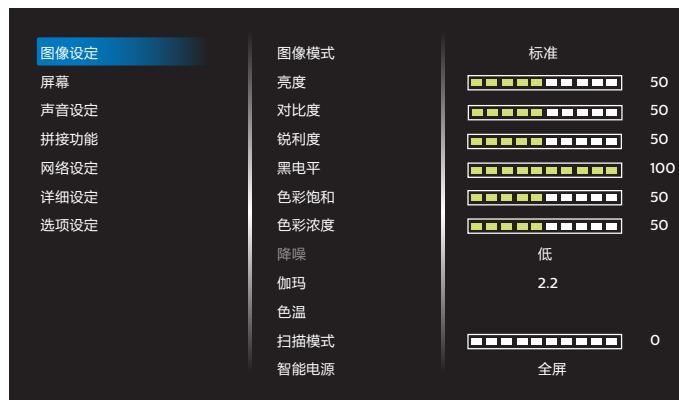 图像设定 图像模式 标准
屏幕 亮度 50
声音设定 对比度 50
拼接功能 锐利度 50
网络设定 黑电平 100
详细设定 色彩饱和 50
选项设定 色彩浓度 50
降噪 低
伽玛 2.2
色温
扫描模式 0
智能电源 全屏